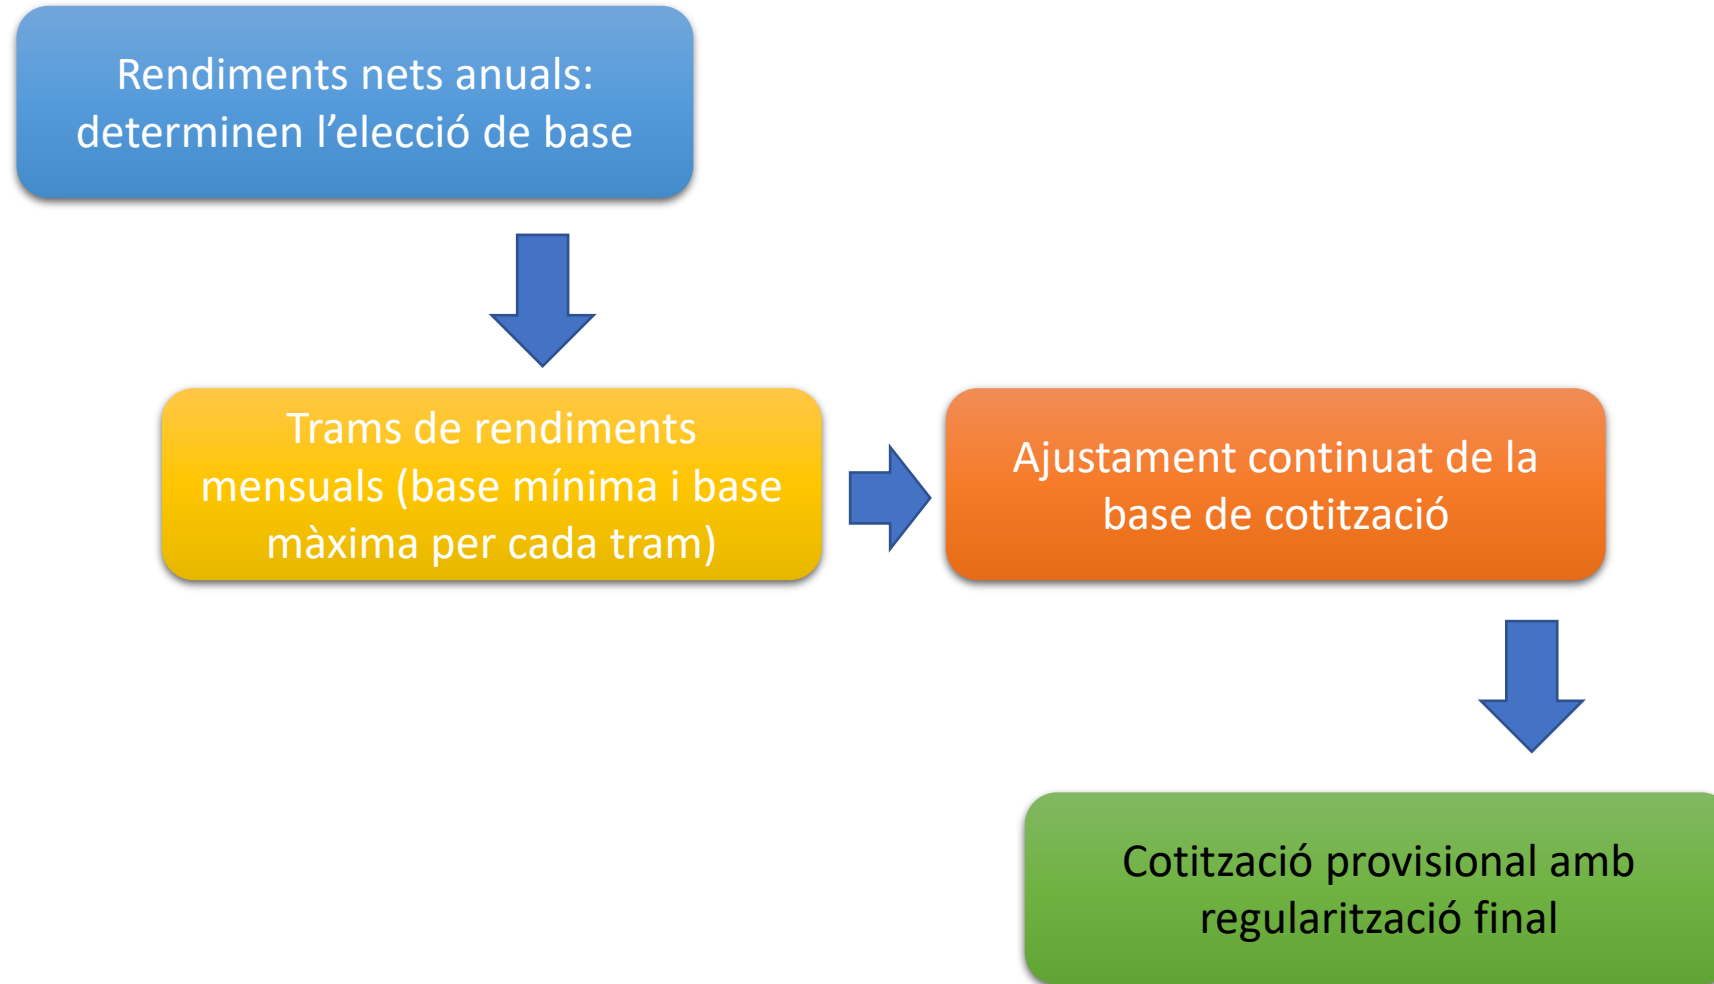 Rendiments nets anuals:
determinen l’elecció de base
Trams de rendiments
mensuals (base mínima i base
màxima per cada tram)
Ajustament continuat de la
base de cotització
Cotització provisional amb
regularització final